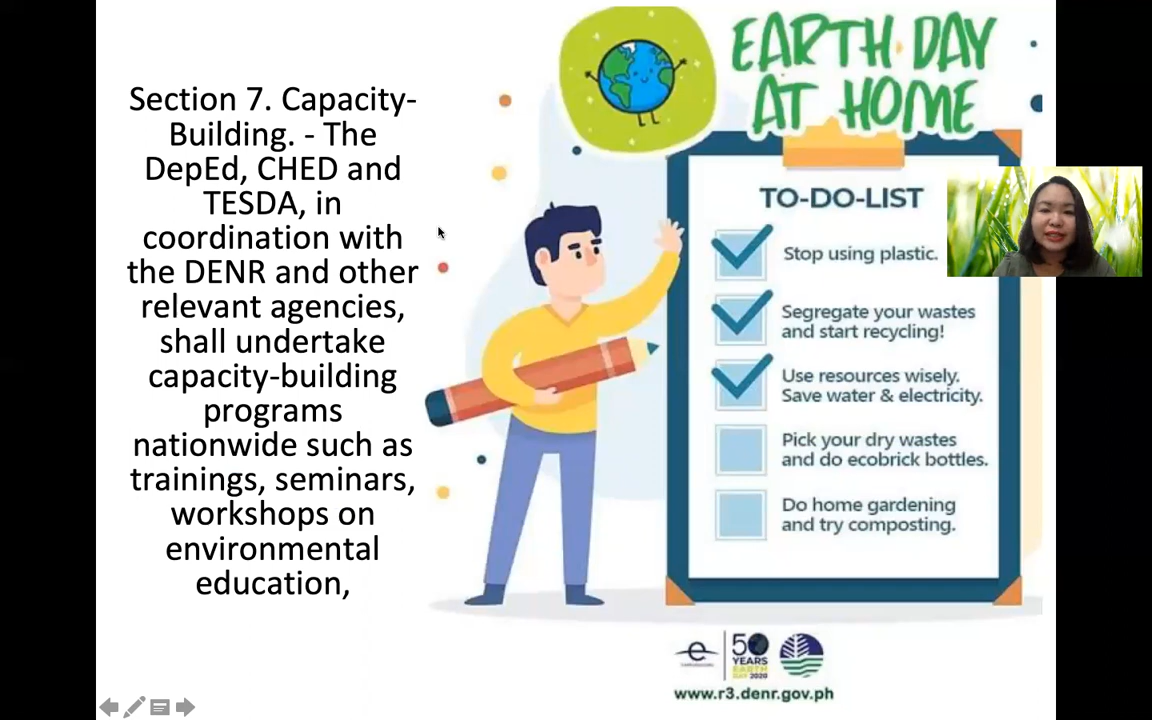 Section 7. Capacity-
Building. - The
DepEd, CHED and
TESDA, in
coordination with
the DENR and other
relevant agencies,
shall undertake
capacity-building
programs
nationwide such as
trainings, seminars,
workshops on
environmental
education,
EARTH DAY
AT HOME
TO-DO-LIST
Stop using plastic.
Segregate your wastes
and start recycling!
Use resources wisely.
Save water & electricity.
Pick your dry wastes
and do ecobrick bottles.
Do home gardening
and try composting.
50
YEARS
EARTH
DAY 2020
www.r3.denr.gov.ph